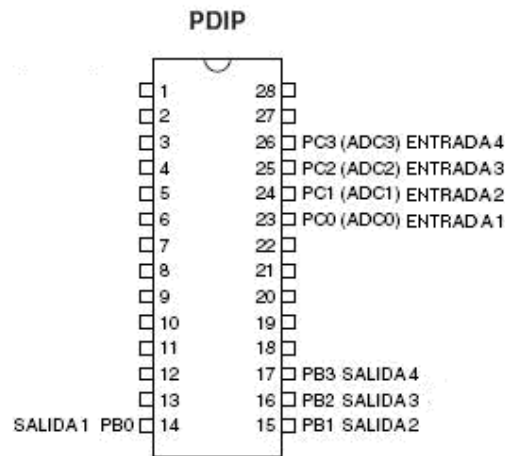 PDIP
1 28
2 27
3 26 PC3 (ADC3) ENTRADA 4
4 25 PC2 (ADC2) ENTRADA 3
5 24 PC1 (ADC1) ENTRADA 2
6 23 PC0 (ADC0) ENTRADA 1
7 22
8 21
9 20
10 19
11 18
12 17 PB3 SALIDA 4
13 16 PB2 SALIDA 3
SALIDA 1 PB0 14 15 PB1 SALIDA 2